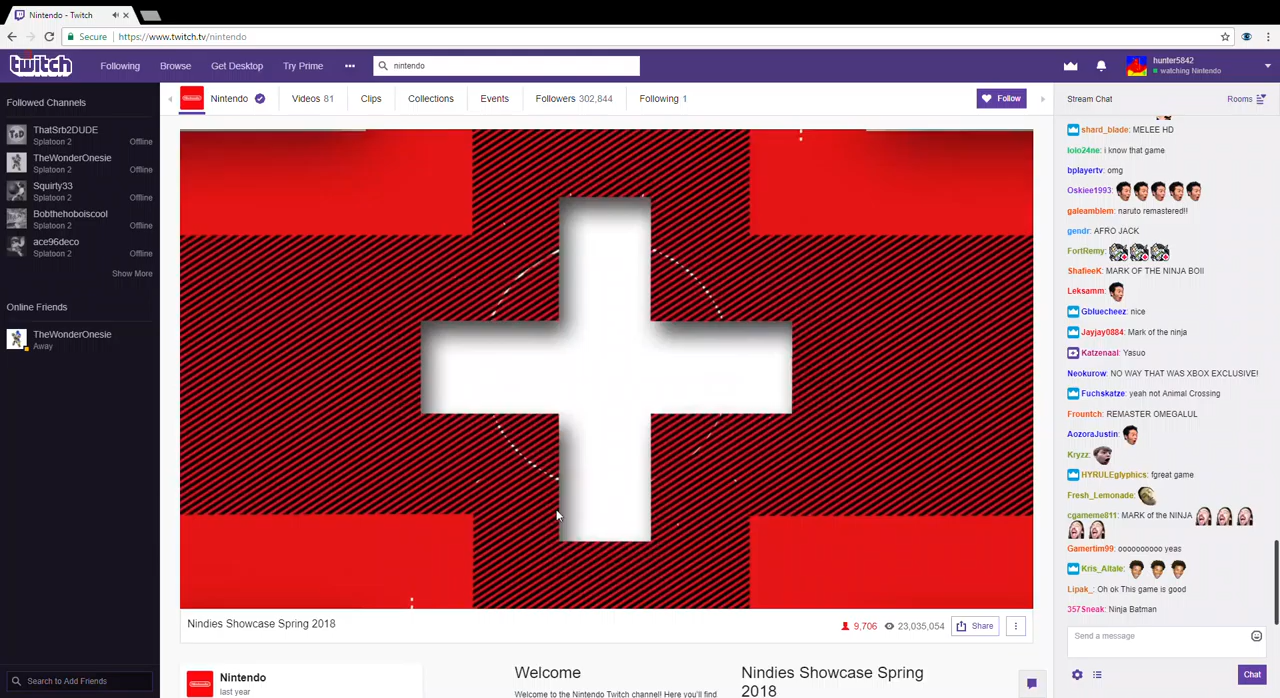 Nintendo - Twitch
Secure https://www.twitch.tv/nintendo
twitch Following Browse Get Desktop Try Prime ••• nintendo hunter5842
watching Nintendo
Followed Channels
ThatSrb2DUDE
Splatoon 2 Offline
TheWonderOnesie
Splatoon 2 Offline
Squirty33
Splatoon 2 Offline
Bobthehoboiscool
Splatoon 2 Offline
ace96deco
Splatoon 2 Offline
Show More
Online Friends
TheWonderOnesie
Away
Search to Add Friends
Nintendo Videos 81 Clips Collections Events Followers 302,844 Following 1 Follow
Nindies Showcase Spring 2018
9,706 23,035,054 Share
Nintendo
last year
Welcome
Welcome to the Nintendo Twitch channel! Here you'll find
Nindies Showcase Spring
2018
Stream Chat Rooms
shard_blade: MELEE HD
lolo24ne: i know that game
bplayertv: omg
Oskiee1993:
galeamblem: naruto remastered!!
gendr: AFRO JACK
FortRemy:
ShafieeK: MARK OF THE NINJA BOII
Leksamm:
Gbluecheez: nice
Jayjay0884: Mark of the ninja
Katzenaal: Yasuo
Neokurow: NO WAY THAT WAS XBOX EXCLUSIVE!
Fuchskatze: yeah not Animal Crossing
Frountch: REMASTER OMEGALUL
AozoraJustin:
Kryzz:
HYRULEglyphics: fgreat game
Fresh_Lemonade:
cgameme811: MARK of the NINJA
Gamertim99: oooooooooo yeas
Kris_Altale:
Lipak_: Oh ok This game is good
357Sneak: Ninja Batman
Send a message
Chat